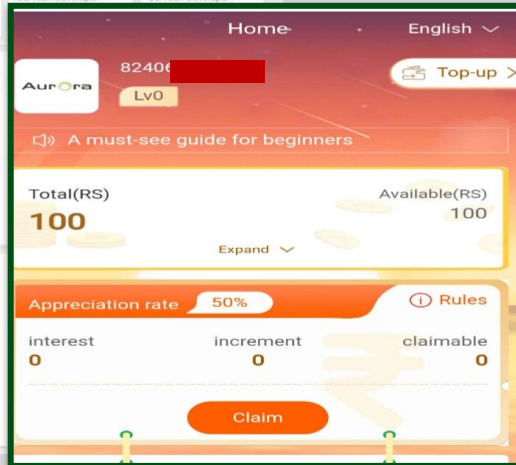 Home
English
Aurora
82406
Top-up
Lv0
A must-see guide for beginners
Total(RS)
Available(RS)
100
100
Expand
Appreciation rate 50%
Rules
interest increment claimable
0 0 0
Claim